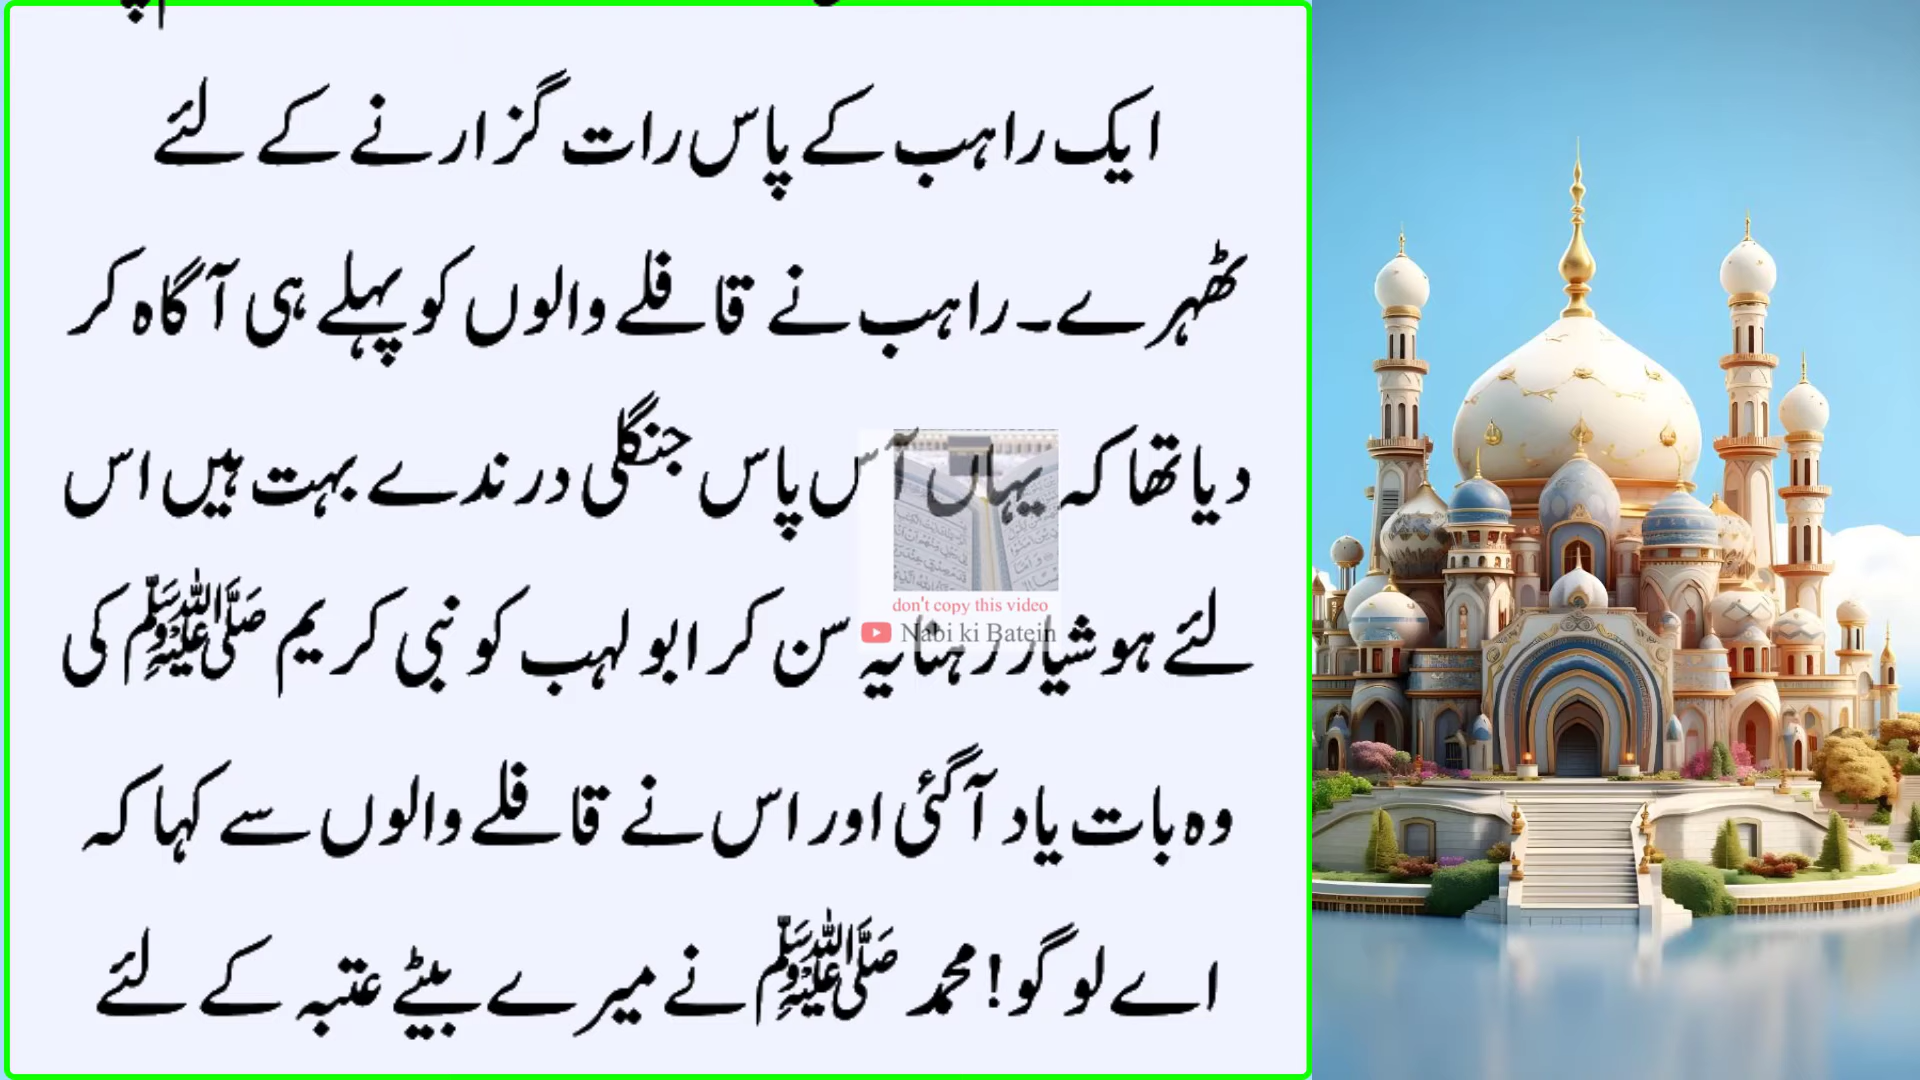 ایک راہب کے پاس رات گزارنے کے لئے
ٹھہرے۔ راہب نے قافلے والوں کو پہلے ہی آگاہ کر
دیا تھا کہ یہاں آس پاس جنگلی درندے بہت ہیں اس
لئے ہوشیار رہنا یہ سن کر ابو لہب کو نبی کریم ﷺ کی
وہ بات یاد آگئی اور اس نے قافلے والوں سے کہا کہ
اے لوگو! محمد ﷺ نے میرے بیٹے عتبہ کے لئے
don't copy this video
Nabi ki Batein